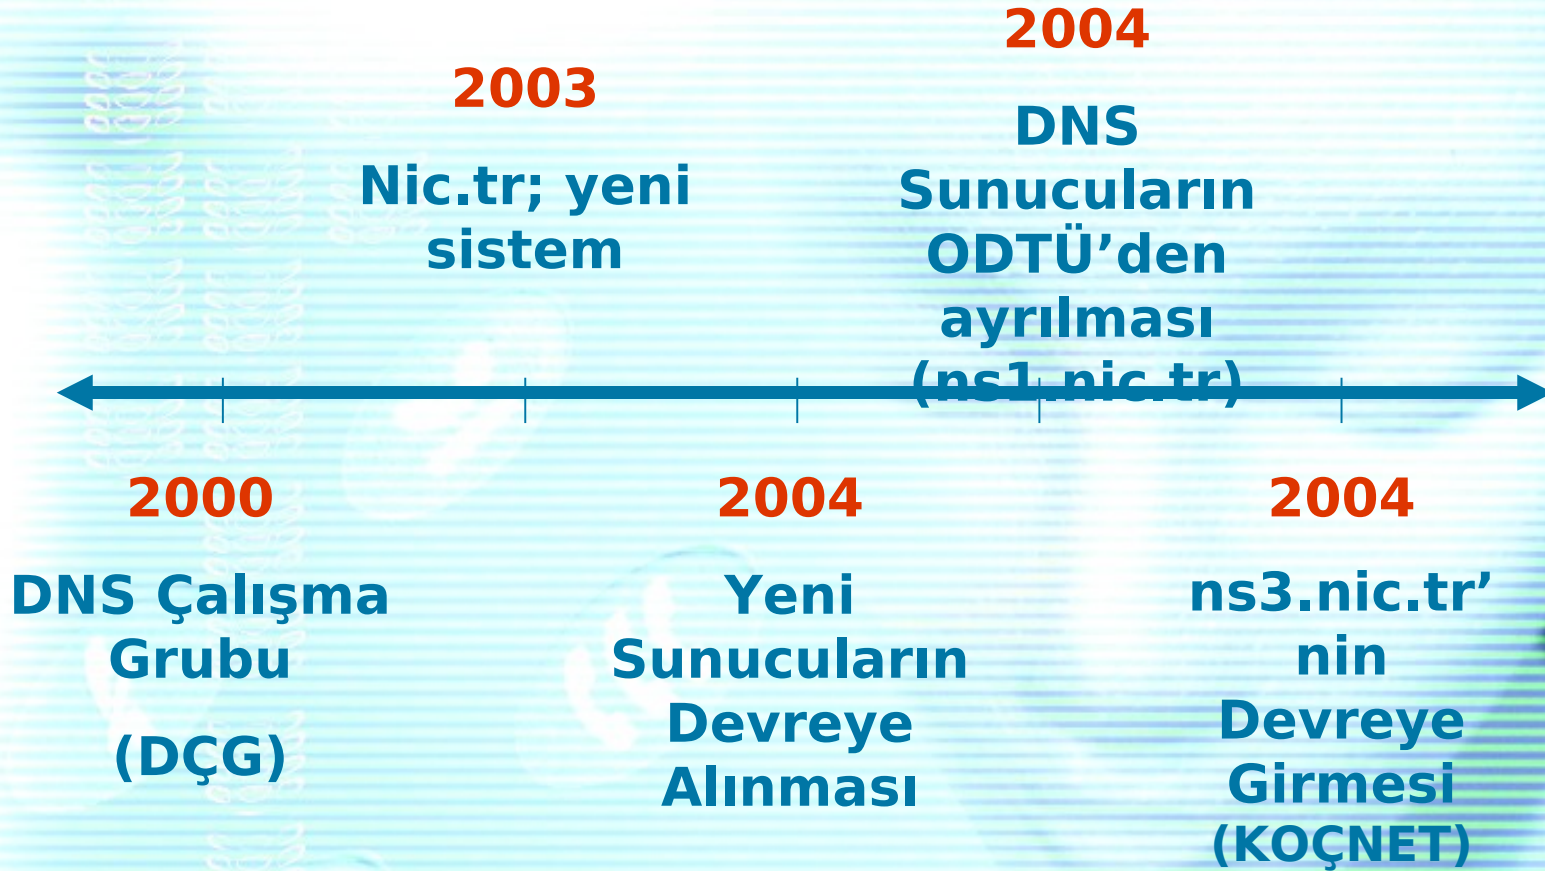 2003
Nic.tr; yeni
sistem
2004
DNS
Sunucuların
ODTÜ’den
ayrılması
(ns1.nic.tr)
2000
DNS Çalışma
Grubu
(DÇG)
2004
Yeni
Sunucuların
Devreye
Alınması
2004
ns3.nic.tr’
nin
Devreye
Girmesi
(KOÇNET)